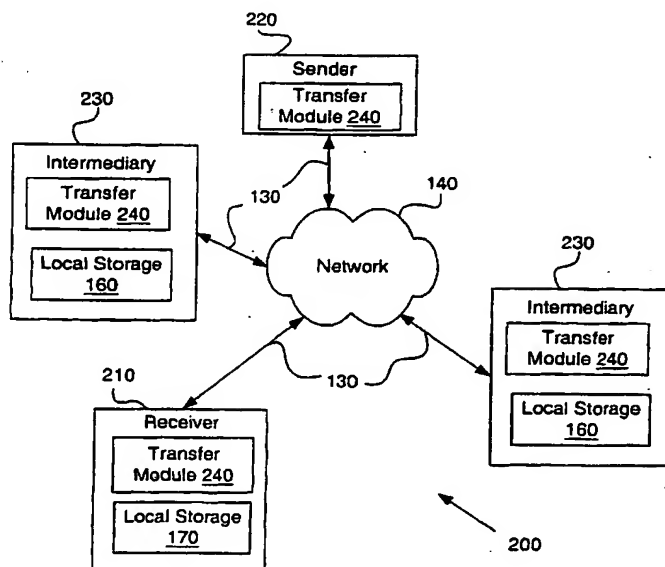 220
Sender
Transfer
Module 240
230
Intermediary
Transfer
Module 240
Local Storage
160
130
140
Network
230
Intermediary
Transfer
Module 240
Local Storage
160
130
210
Receiver
Transfer
Module 240
Local Storage
170
200